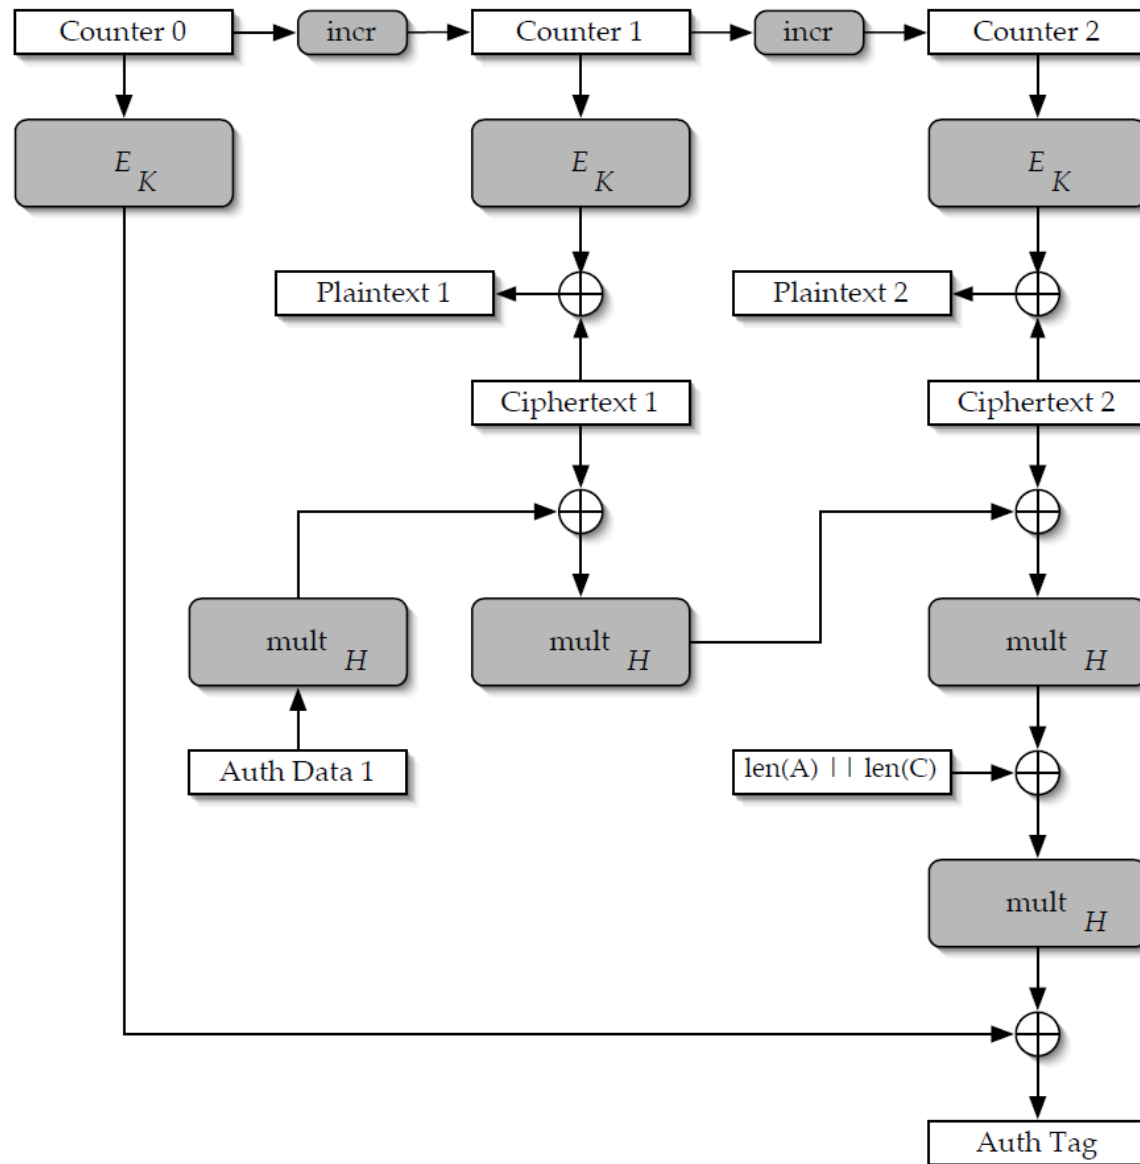 Counter 0
incr
Counter 1
incr
Counter 2
E K
E K
E K
Plaintext 1
Plaintext 2
Ciphertext 1
Ciphertext 2
mult H
mult H
mult H
Auth Data 1
len(A) | | len(C)
mult H
Auth Tag